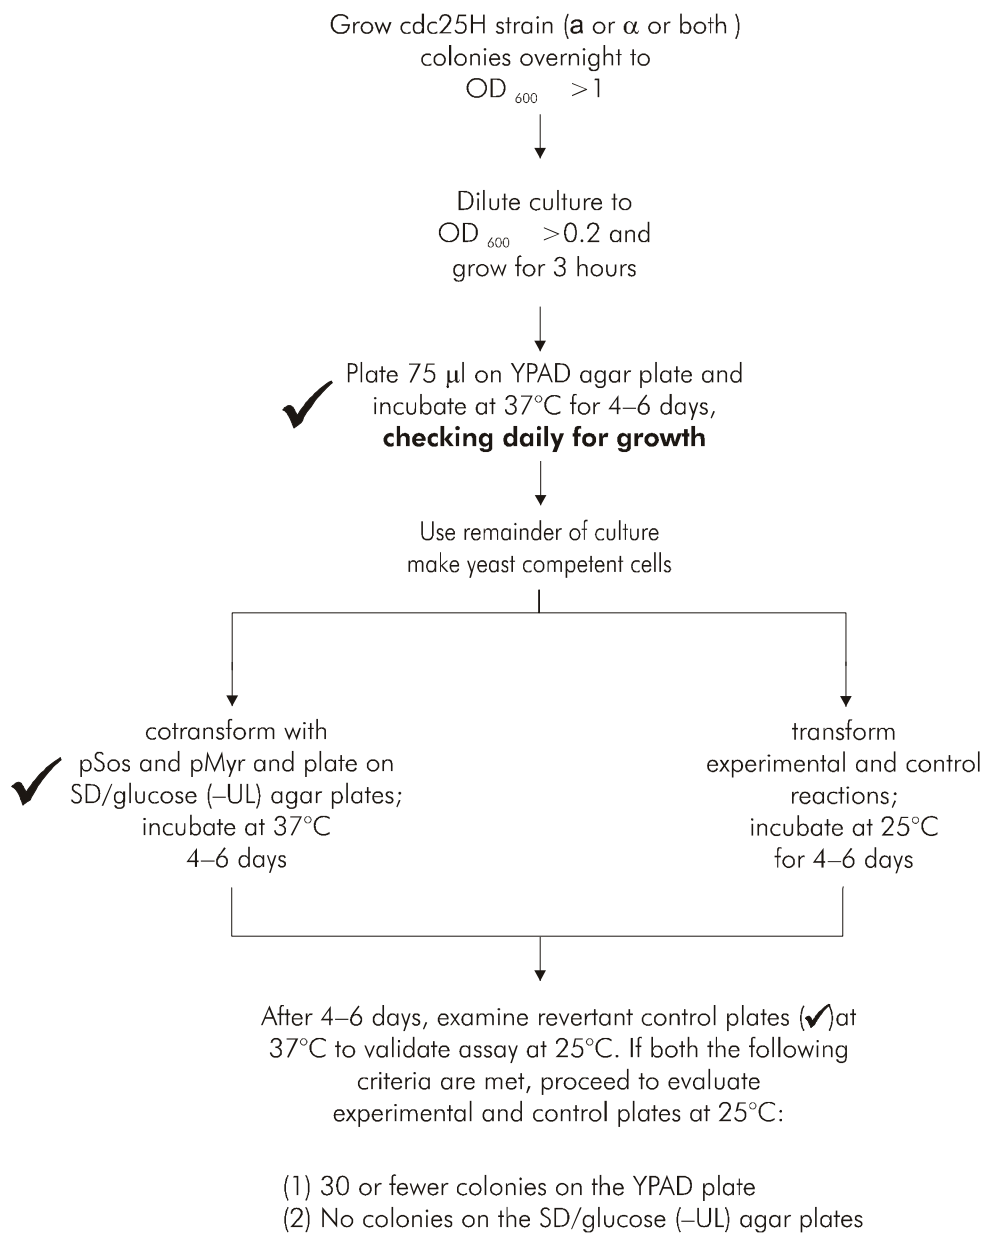 Grow cdc25H strain (a or α or both )
colonies overnight to
OD 600 >1
Dilute culture to
OD 600 >0.2 and
grow for 3 hours
Plate 75 µl on YPAD agar plate and
incubate at 37°C for 4–6 days,
checking daily for growth
Use remainder of culture
make yeast competent cells
cotransform with
pSos and pMyr and plate on
SD/glucose (–UL) agar plates;
incubate at 37°C
4–6 days
transform
experimental and control
reactions;
incubate at 25°C
for 4–6 days
After 4–6 days, examine revertant control plates (✓)at
37°C to validate assay at 25°C. If both the following
criteria are met, proceed to evaluate
experimental and control plates at 25°C:
(1) 30 or fewer colonies on the YPAD plate
(2) No colonies on the SD/glucose (–UL) agar plates